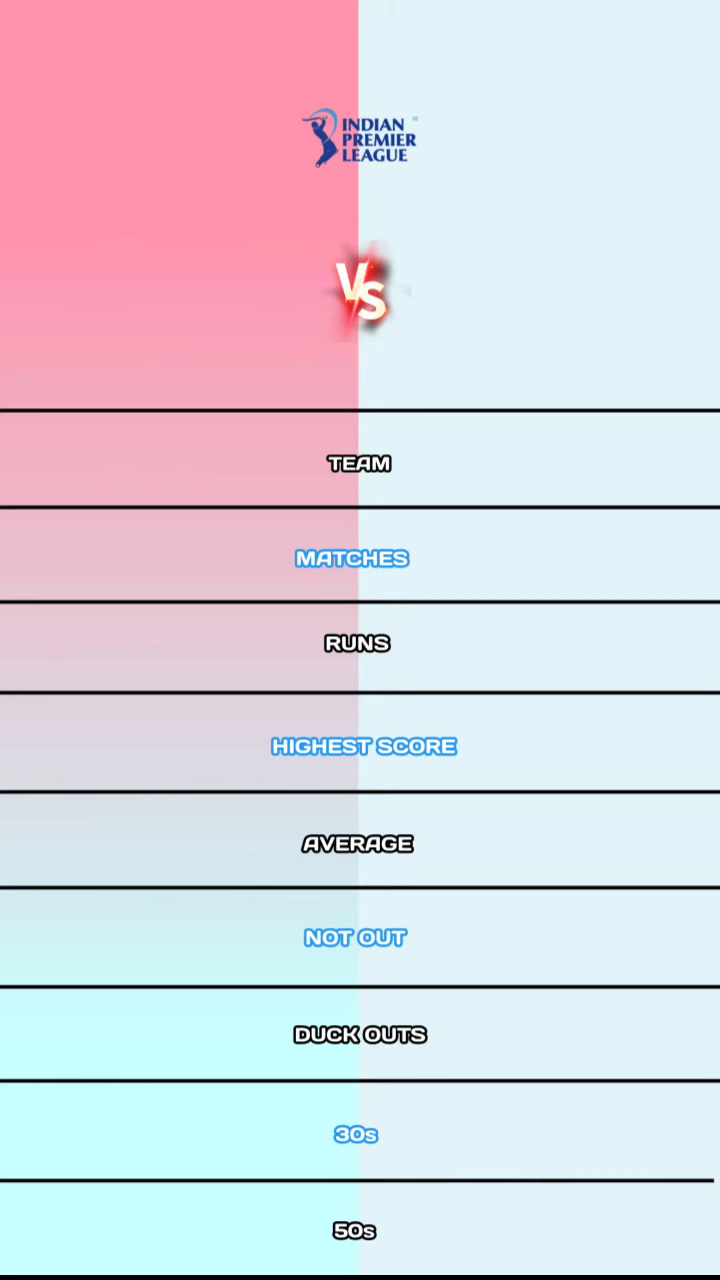 INDIAN
PREMIER
LEAGUE
VS
TEAM
MATCHES
RUNS
HIGHEST SCORE
AVERAGE
NOT OUT
DUCK OUTS
30s
50s